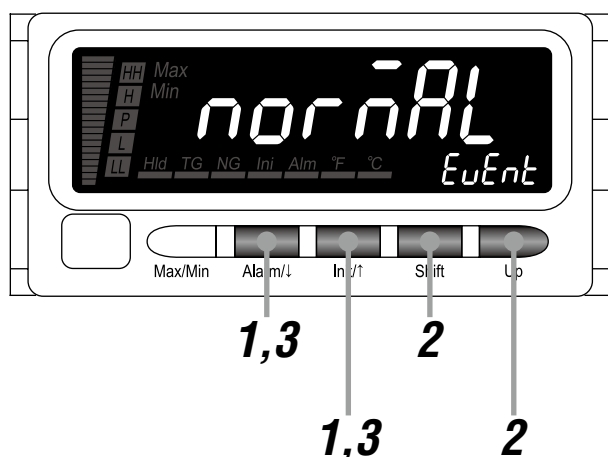 HH Max
H Min
P
L
LL
normAL
Hld TG NG Ini Alm °F °C
EvEnt
Max/Min Alarm/↓ Init/↑ Shift Up
1,3 2
1,3 2